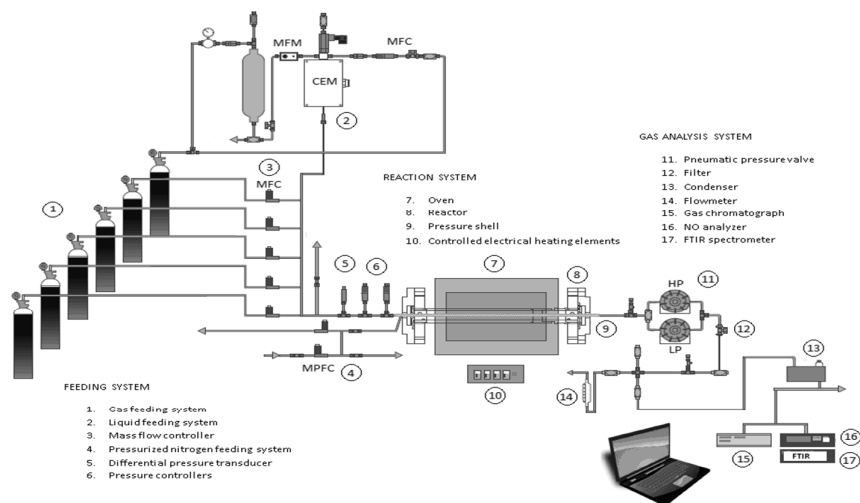 MFM
MFC
CEM
2
3
MFC
1
GAS ANALYSIS SYSTEM
11. Pneumatic pressure valve
12. Filter
13. Condenser
14. Flowmeter
15. Gas chromatograph
16. NO analyzer
17. FTIR spectrometer
REACTION SYSTEM
7. Oven
8. Reactor
9. Pressure shell
10. Controlled electrical heating elements
5
6
7
8
HP
11
9
LP
12
MPFC
4
10
14
13
FEEDING SYSTEM
1. Gas feeding system
2. Liquid feeding system
3. Mass flow controller
4. Pressurized nitrogen feeding system
5. Differential pressure transducer
6. Pressure controllers
15
16
FTIR
17